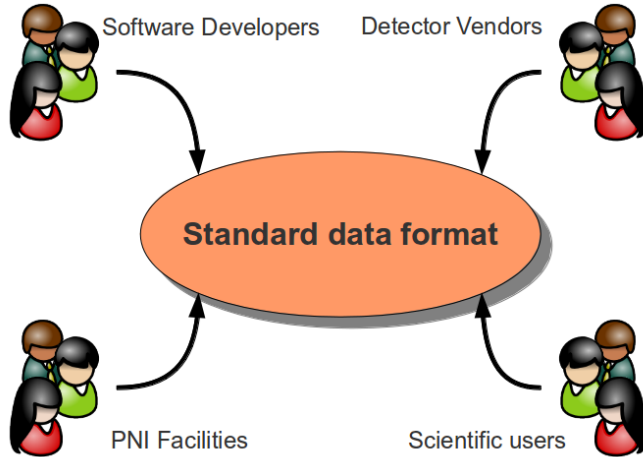 Software Developers
Detector Vendors
Standard data format
PNI Facilities
Scientific users